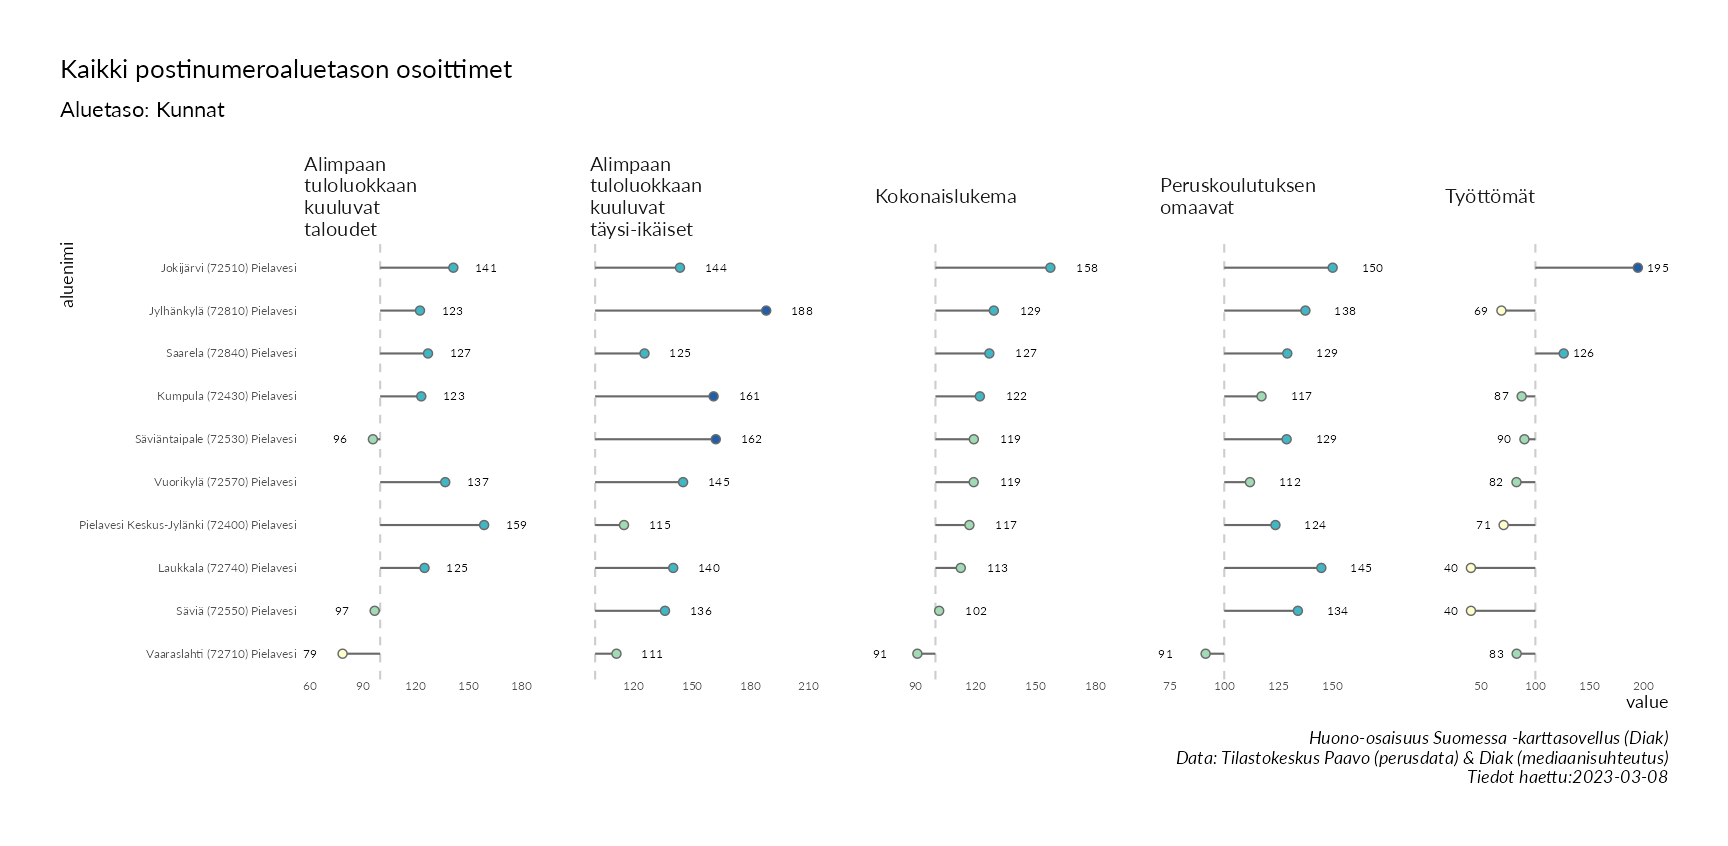 Kaikki postinumeroaluetason osoittimet
Aluetaso: Kunnat
Alimpaan
tuloluokkaan
kuuluvat
taloudet
Alimpaan
tuloluokkaan
kuuluvat
täysi-ikäiset
Kokonaislukema
Peruskoulutuksen
omaavat
Työttömät
aluenimi
Jokijärvi (72510) Pielavesi 141 144 158 150 195
Jylhänkylä (72810) Pielavesi 123 188 129 138 69
Saarela (72840) Pielavesi 127 125 127 129 126
Kumpula (72430) Pielavesi 123 161 122 117 87
Säviäntaipale (72530) Pielavesi 96 162 119 129 90
Vuorikylä (72570) Pielavesi 137 145 119 112 82
Pielavesi Keskus-Jylänki (72400) Pielavesi 159 115 117 124 71
Laukkala (72740) Pielavesi 125 140 113 145 40
Säviä (72550) Pielavesi 97 136 102 134 40
Vaaraslahti (72710) Pielavesi 79 111 91 91 83
60 90 120 150 180 120 150 180 210 90 120 150 180 75 100 125 150 50 100 150 200
value
Huono-osaisuus Suomessa -karttasovellus (Diak)
Data: Tilastokeskus Paavo (perusdata) & Diak (mediaanisuhteutus)
Tiedot haettu:2023-03-08